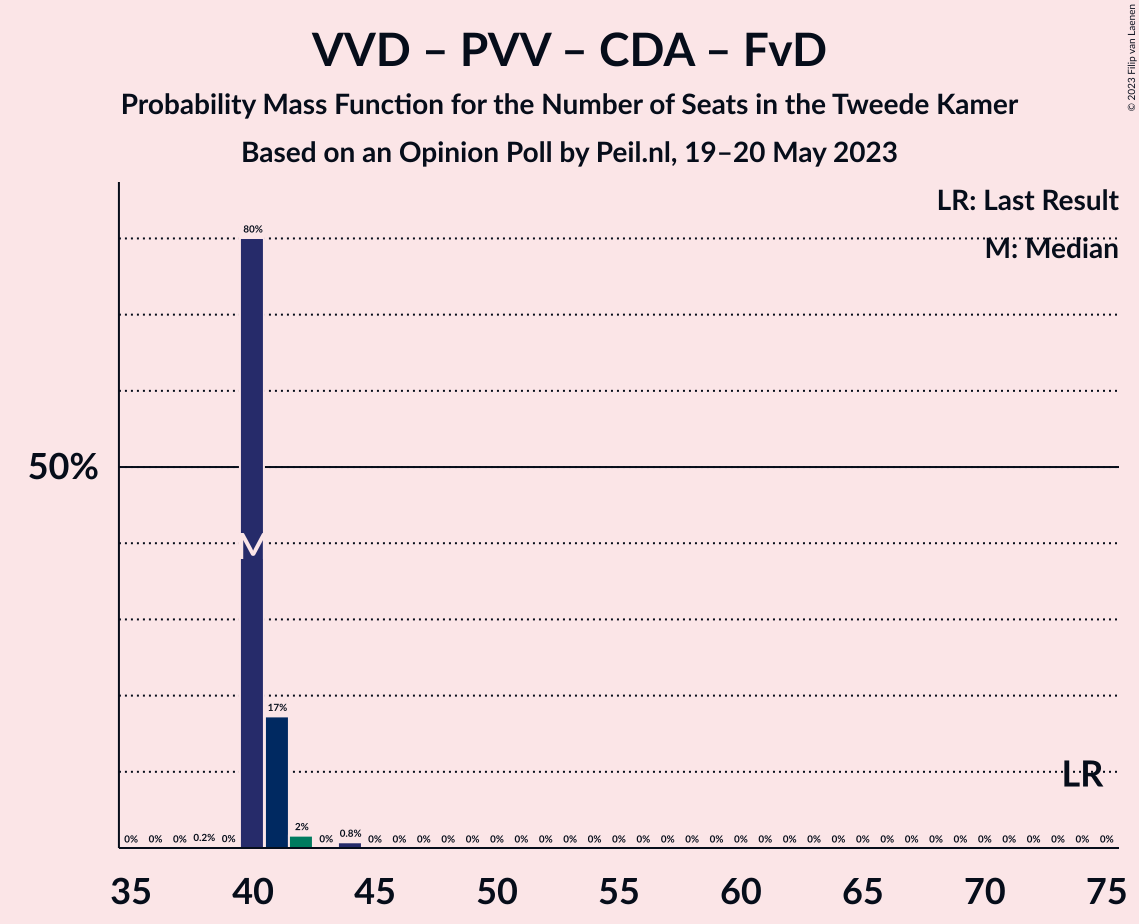 VVD – PVV – CDA – FvD
Probability Mass Function for the Number of Seats in the Tweede Kamer
Based on an Opinion Poll by Peil.nl, 19–20 May 2023
© 2023 Filip van Laenen
LR: Last Result
M: Median
80%
50%
M
17%
LR
0% 0% 0% 0.2% 0% 2% 0% 0.8% 0% 0% 0% 0% 0% 0% 0% 0% 0% 0% 0% 0% 0% 0% 0% 0% 0% 0% 0% 0% 0% 0% 0% 0% 0% 0% 0% 0% 0% 0% 0%
35 40 45 50 55 60 65 70 75